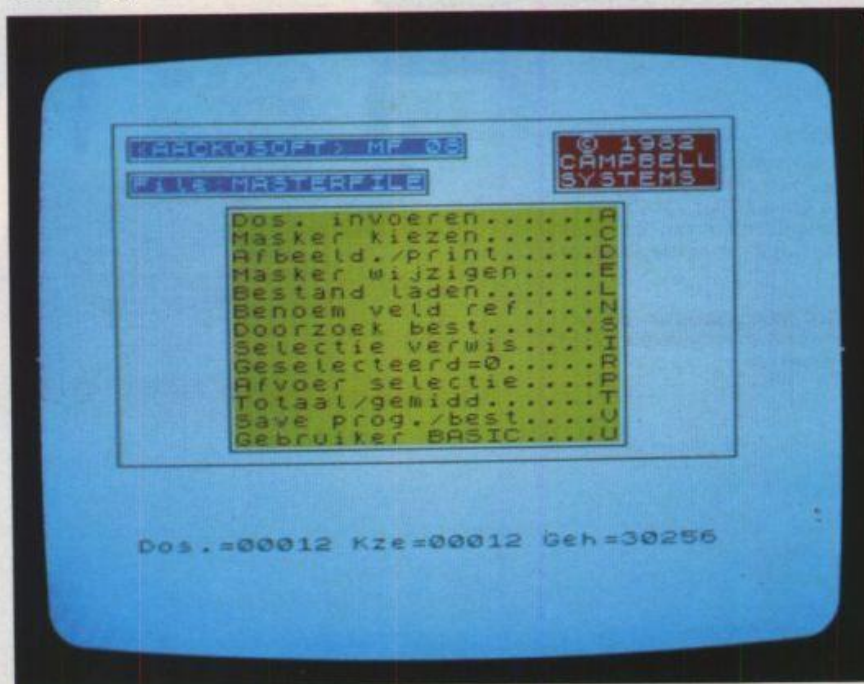 <AACKOSOFT> MF 08
© 1982
CAMPBELL
SYSTEMS
File:MASTERFILE
Dos. invoeren......A
Masker kiezen......C
Afbeeld./print.....D
Masker wijzigen....E
Bestand laden......L
Benoem veld ref....N
Doorzoek best......S
Selectie verwis....I
Geselecteerd=0.....R
Afvoer selectie....P
Totaal/gemidd......T
Save prog./best....V
Gebruiker BASIC....U
Dos.=00012 Kze=00012 Geh=30256